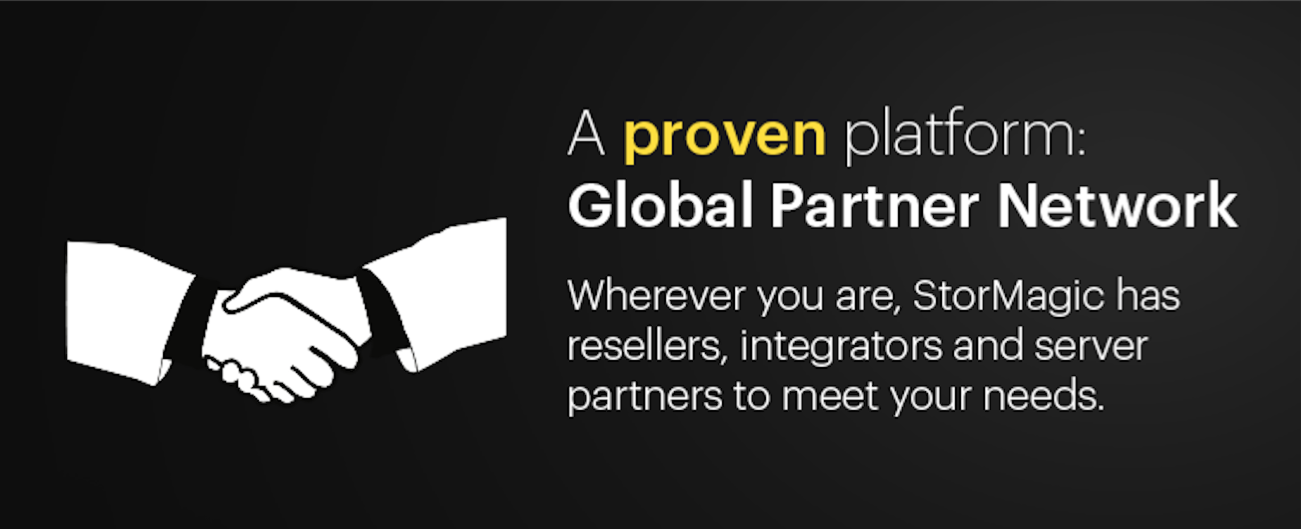 A proven platform:
Global Partner Network
Wherever you are, StorMagic has
resellers, integrators and server
partners to meet your needs.